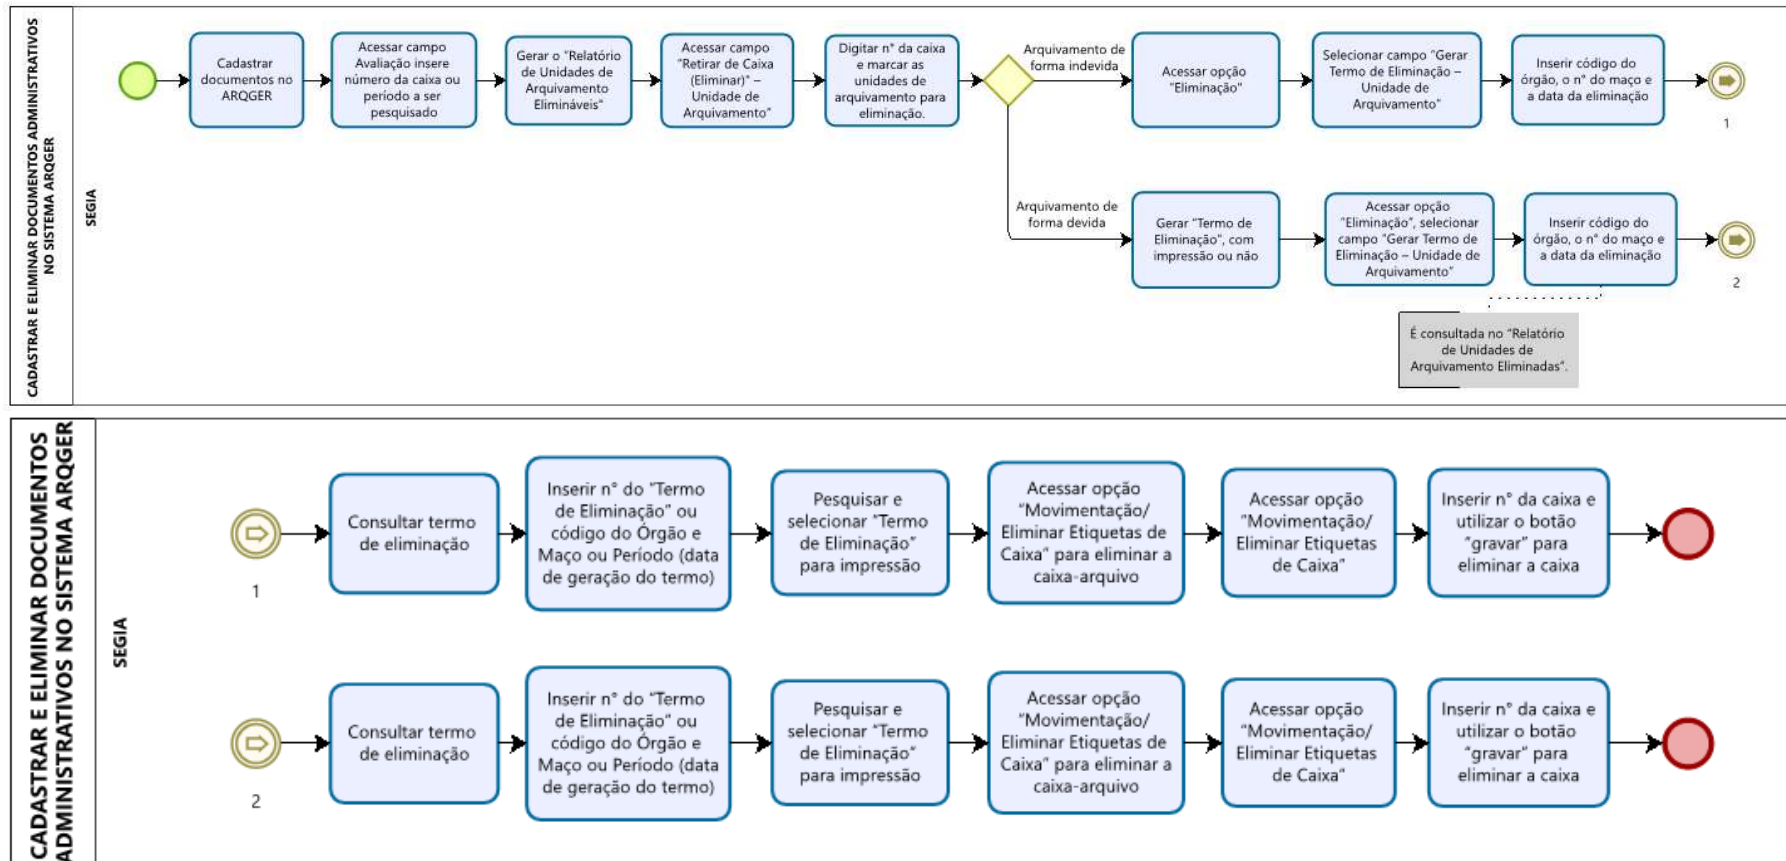 CADASTRAR E ELIMINAR DOCUMENTOS ADMINISTRATIVOS
NO SISTEMA ARQGER
SEGIA
Cadastrar
documentos no
ARQGER
Acessar campo
Avaliação insere
número da caixa ou
período a ser
pesquisado
Gerar o "Relatório
de Unidades de
Arquivamento
Elimináveis"
Acessar campo
"Retirar de Caixa
(Eliminar)" –
Unidade de
Arquivamento"
Digitar n° da caixa
e marcar as
unidades de
arquivamento para
eliminação.
Arquivamento de
forma indevida
Acessar opção
"Eliminação"
Selecionar campo "Gerar
Termo de Eliminação –
Unidade de
Arquivamento"
Inserir código do
órgão, o n° do maço e
a data da eliminação
1
Arquivamento de
forma devida
Gerar "Termo de
Eliminação", com
impressão ou não
Acessar opção
"Eliminação", selecionar
campo "Gerar Termo de
Eliminação – Unidade de
Arquivamento"
Inserir código do
órgão, o n° do maço e
a data da eliminação
2
É consultada no "Relatório
de Unidades de
Arquivamento Eliminadas".
CADASTRAR E ELIMINAR DOCUMENTOS
ADMINISTRATIVOS NO SISTEMA ARQGER
SEGIA
1
Consultar termo
de eliminação
Inserir n° do "Termo
de Eliminação" ou
código do Órgão e
Maço ou Período (data
de geração do termo)
Pesquisar e
selecionar "Termo
de Eliminação"
para impressão
Acessar opção
"Movimentação/
Eliminar Etiquetas de
Caixa" para eliminar a
caixa-arquivo
Acessar opção
"Movimentação/
Eliminar Etiquetas
de Caixa"
Inserir n° da caixa e
utilizar o botão
"gravar" para
eliminar a caixa
2
Consultar termo
de eliminação
Inserir n° do "Termo
de Eliminação" ou
código do Órgão e
Maço ou Período (data
de geração do termo)
Pesquisar e
selecionar "Termo
de Eliminação"
para impressão
Acessar opção
"Movimentação/
Eliminar Etiquetas de
Caixa" para eliminar a
caixa-arquivo
Acessar opção
"Movimentação/
Eliminar Etiquetas
de Caixa"
Inserir n° da caixa e
utilizar o botão
"gravar" para
eliminar a caixa